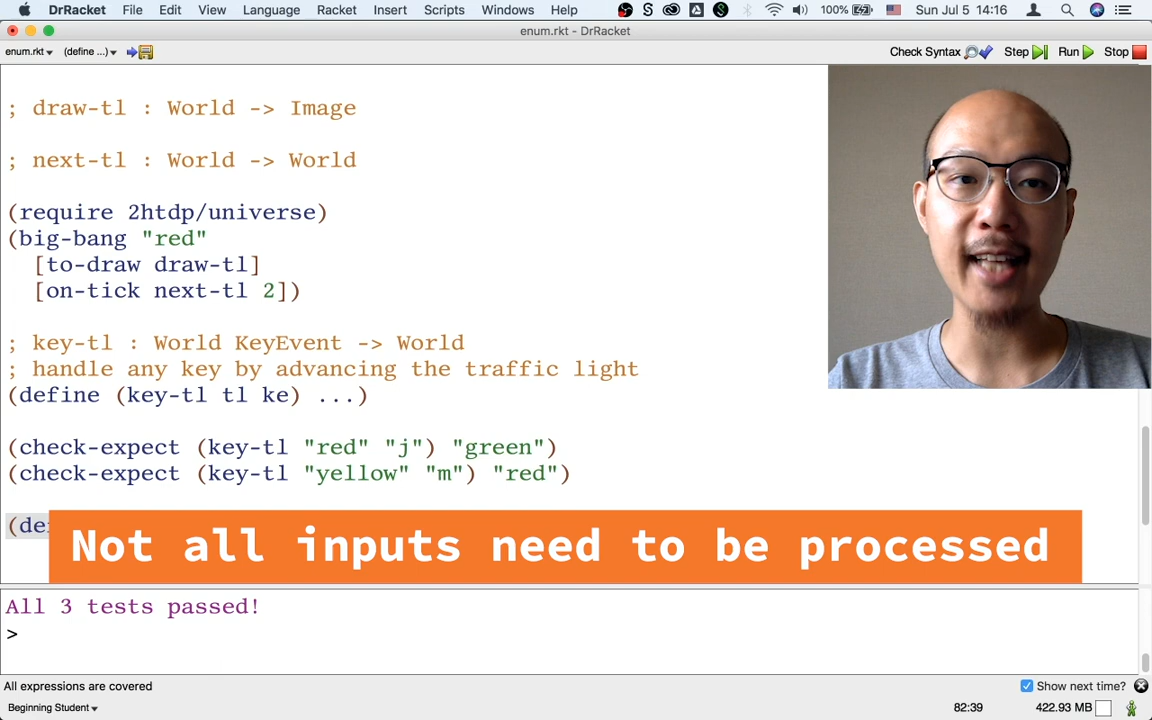 DrRacket File Edit View Language Racket Insert Scripts Windows Help 100% Sun Jul 5 14:16
enum.rkt - DrRacket
enum.rkt (define ...) Check Syntax Step Run Stop
; draw-tl : World -> Image
; next-tl : World -> World
(require 2htdp/universe)
(big-bang "red"
[to-draw draw-tl]
[on-tick next-tl 2])
; key-tl : World KeyEvent -> World
; handle any key by advancing the traffic light
(define (key-tl tl ke) ...)
(check-expect (key-tl "red" "j") "green")
(check-expect (key-tl "yellow" "m") "red")
Not all inputs need to be processed
All 3 tests passed!
>
All expressions are covered Show next time?
Beginning Student 82:39 422.93 MB